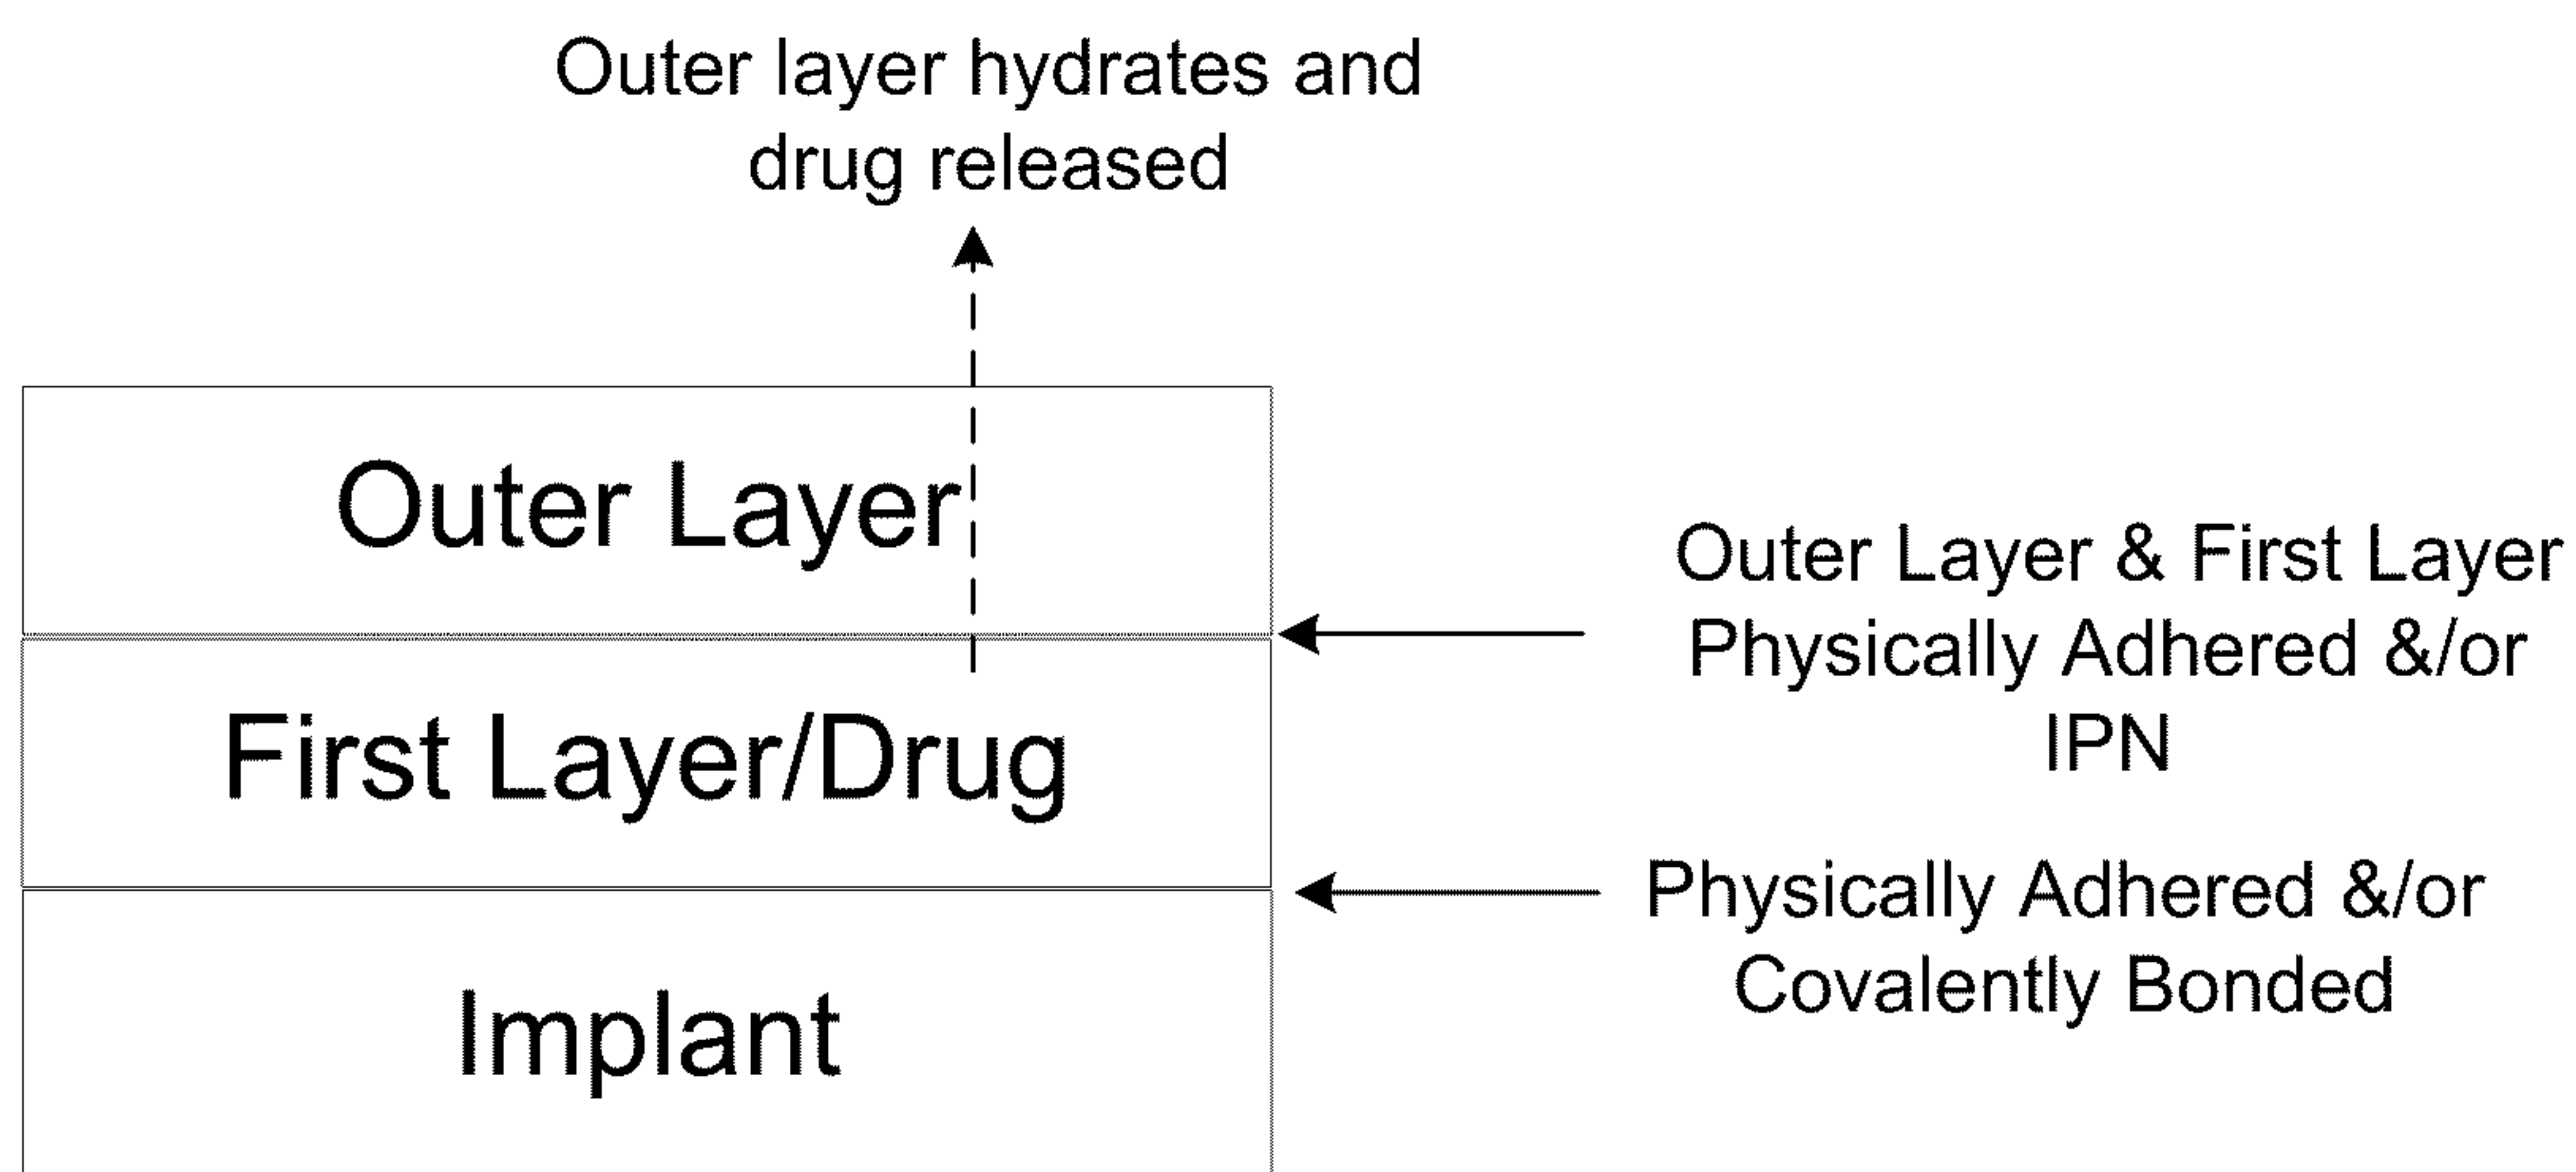 Outer layer hydrates and
drug released
Outer Layer
Outer Layer & First Layer
Physically Adhered &/or
IPN
First Layer/Drug
Physically Adhered &/or
Covalently Bonded
Implant